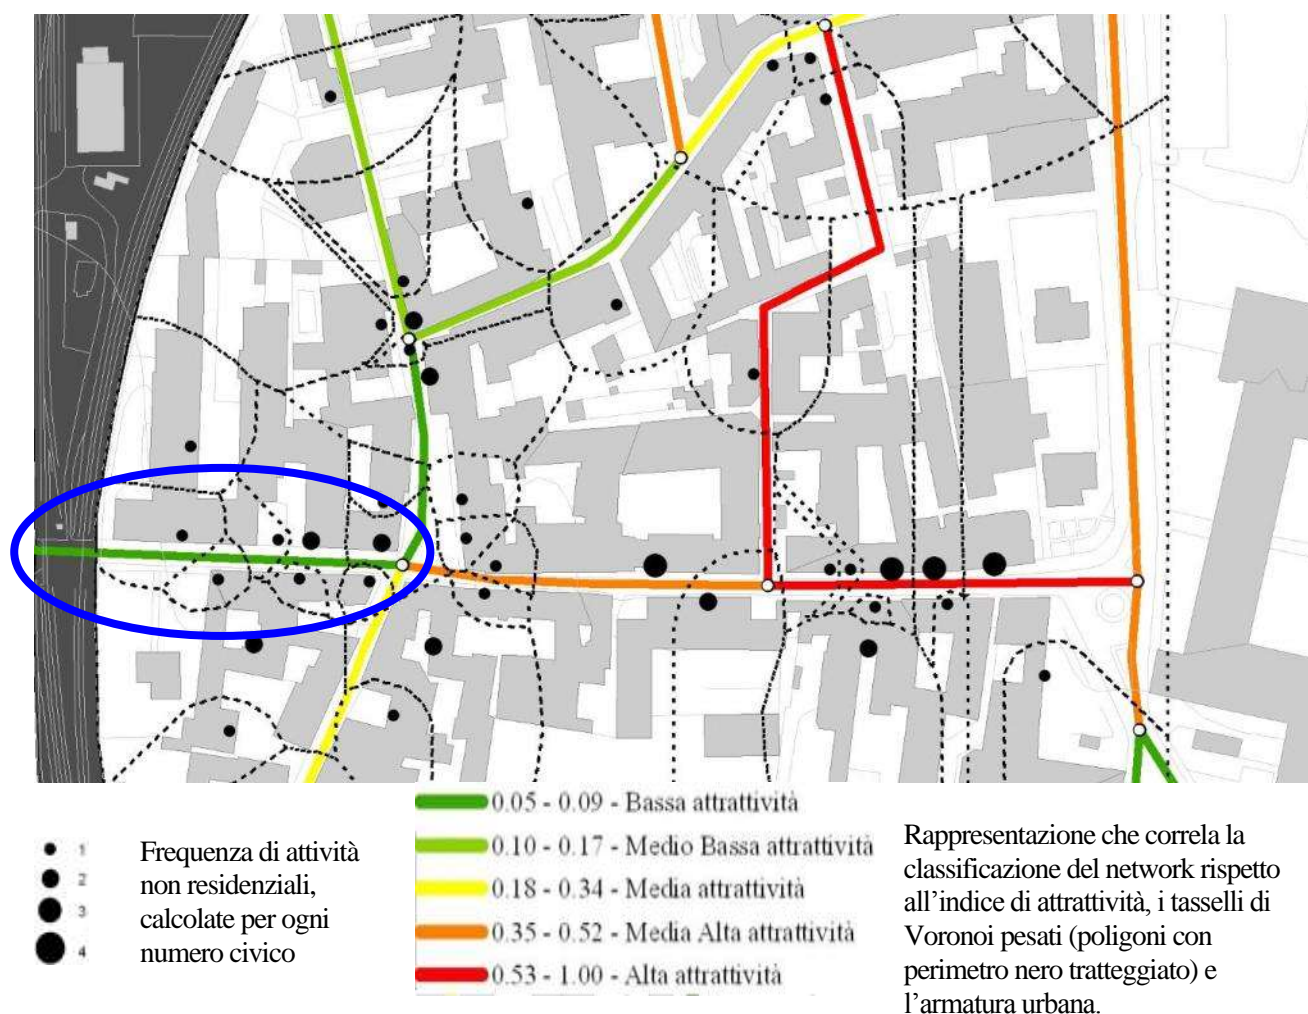 1
2
3
4
Frequenza di attività
non residenziali,
calcolate per ogni
numero civico
0.05 - 0.09 - Bassa attrattività
0.10 - 0.17 - Medio Bassa attrattività
0.18 - 0.34 - Media attrattività
0.35 - 0.52 - Media Alta attrattività
0.53 - 1.00 - Alta attrattività
Rappresentazione che correla la
classificazione del network rispetto
all’indice di attrattività, i tasselli di
Voronoi pesati (poligoni con
perimetro nero tratteggiato) e
l’armatura urbana.